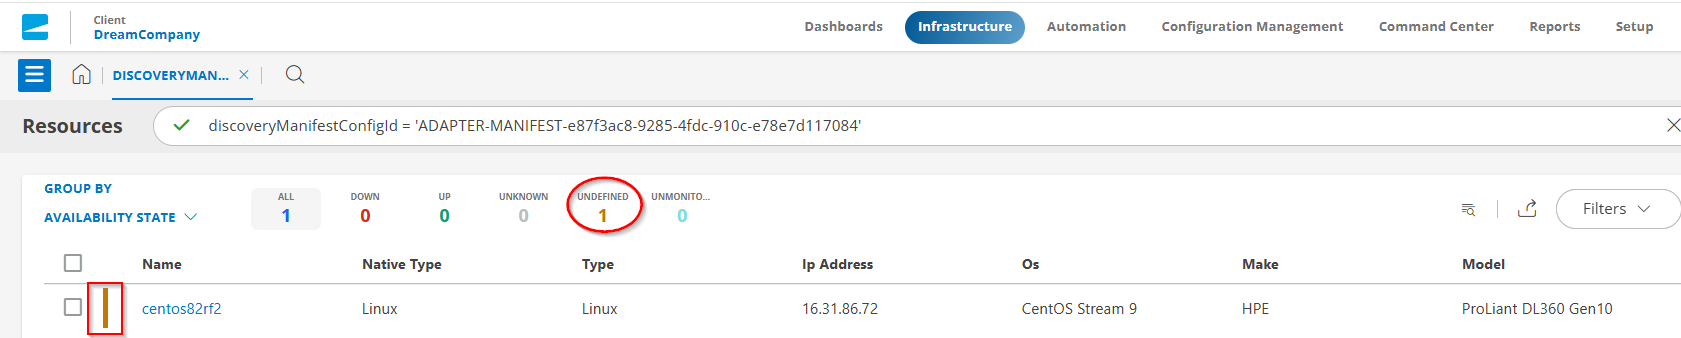 Client
DreamCompany
Dashboards Infrastructure Automation Configuration Management Command Center Reports Setup
DISCOVERYMAN...
Resources discoveryManifestConfigId = 'ADAPTER-MANIFEST-e87f3ac8-9285-4fdc-910c-e78e7d117084'
GROUP BY
AVAILABILITY STATE
ALL DOWN UP UNKNOWN UNDEFINED UNMONITO...
1 0 0 0 1 0
Filters
Name Native Type Type Ip Address Os Make Model
centos82rf2 Linux Linux 16.31.86.72 CentOS Stream 9 HPE ProLiant DL360 Gen10